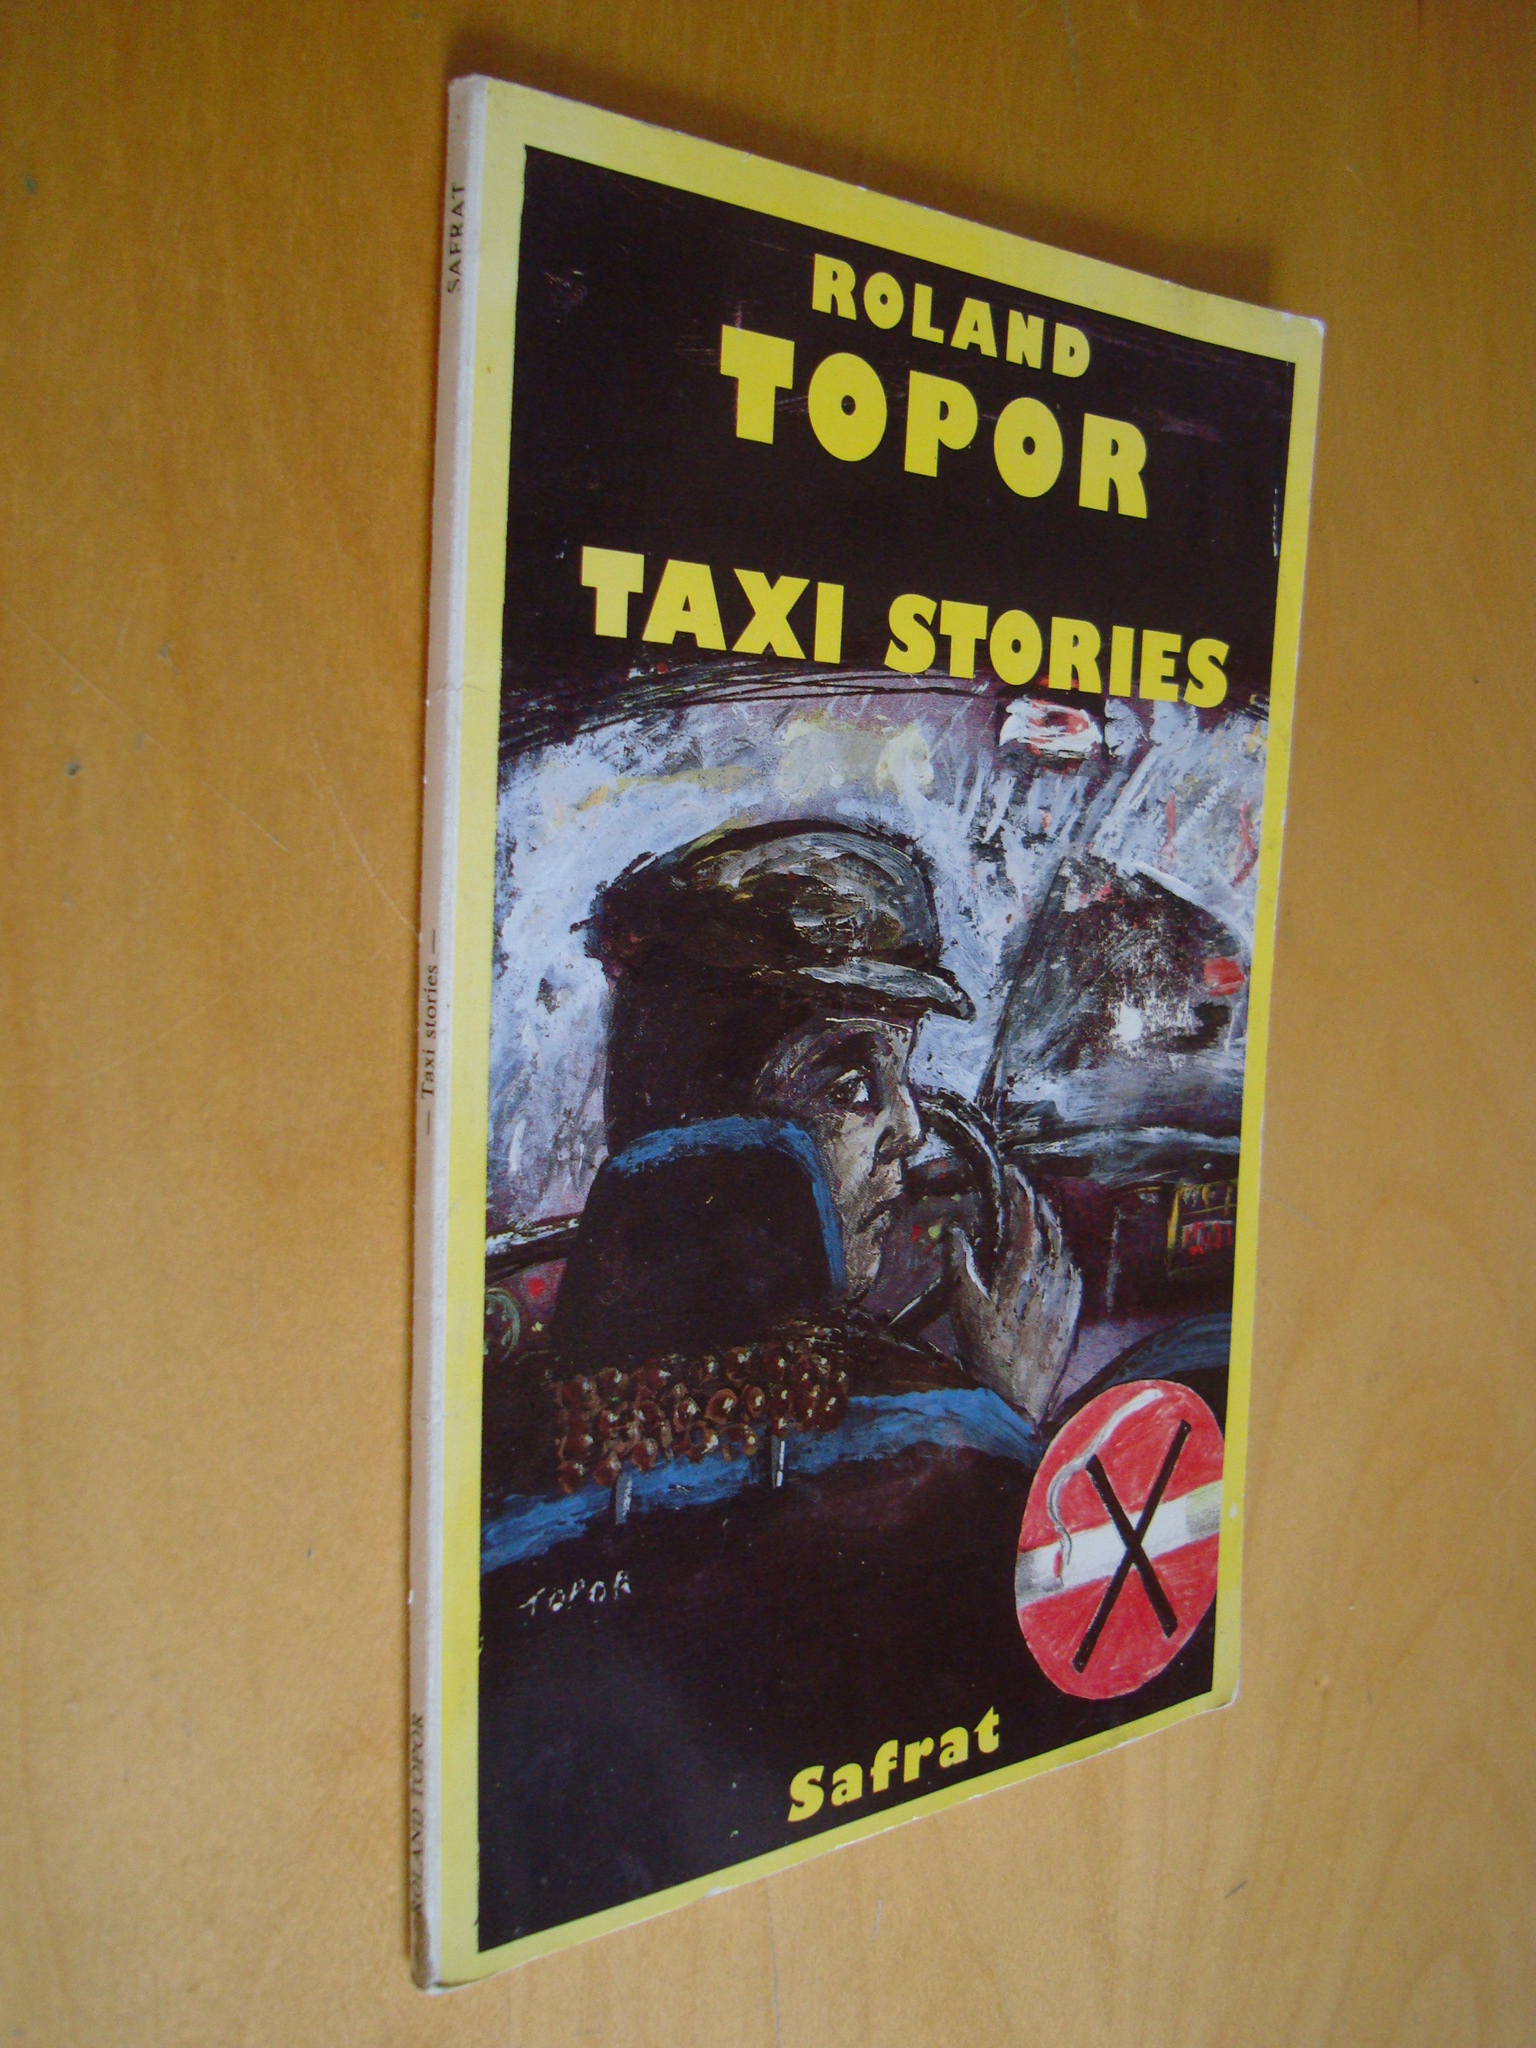 ROLAND
TOPOR
TAXI STORIES
TOPOR
Safrat
ROLAND TOPOR
— Taxi stories —
SAFRAT